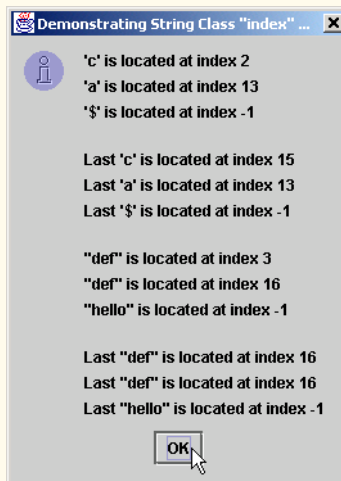 Demonstrating String Class "index" ...
'c' is located at index 2
'a' is located at index 13
'$' is located at index -1
Last 'c' is located at index 15
Last 'a' is located at index 13
Last '$' is located at index -1
"def" is located at index 3
"def" is located at index 16
"hello" is located at index -1
Last "def" is located at index 16
Last "def" is located at index 16
Last "hello" is located at index -1
OK